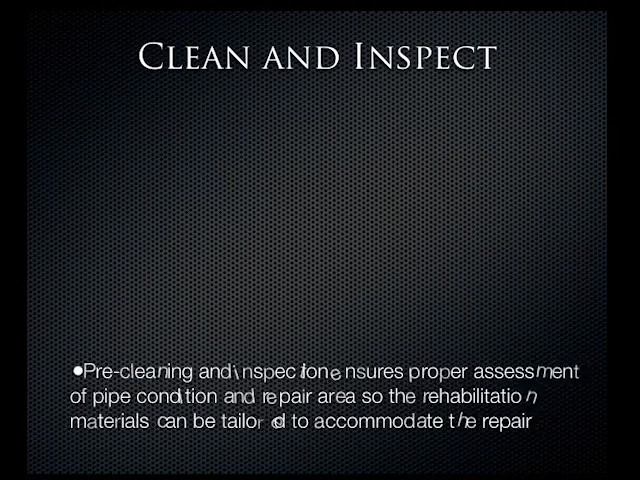 Clean and Inspect
•Pre-cleaning and inspection ensures proper assessment
of pipe condition and repair area so the rehabilitation
materials can be tailored to accommodate the repair